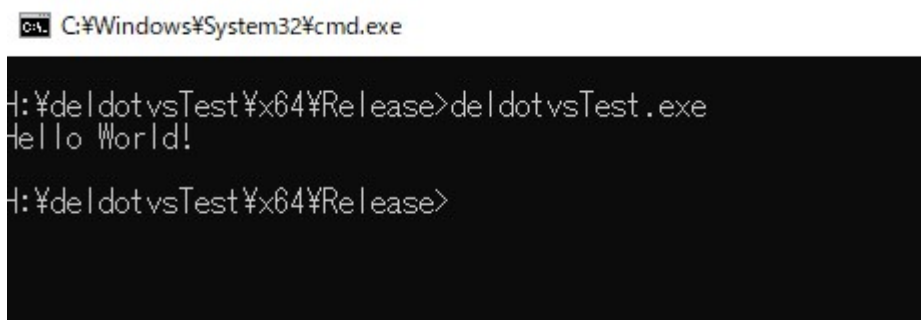 C:¥Windows¥System32¥cmd.exe
H:¥deldotvsTest¥x64¥Release>deldotvsTest.exe
Hello World!
H:¥deldotvsTest¥x64¥Release>